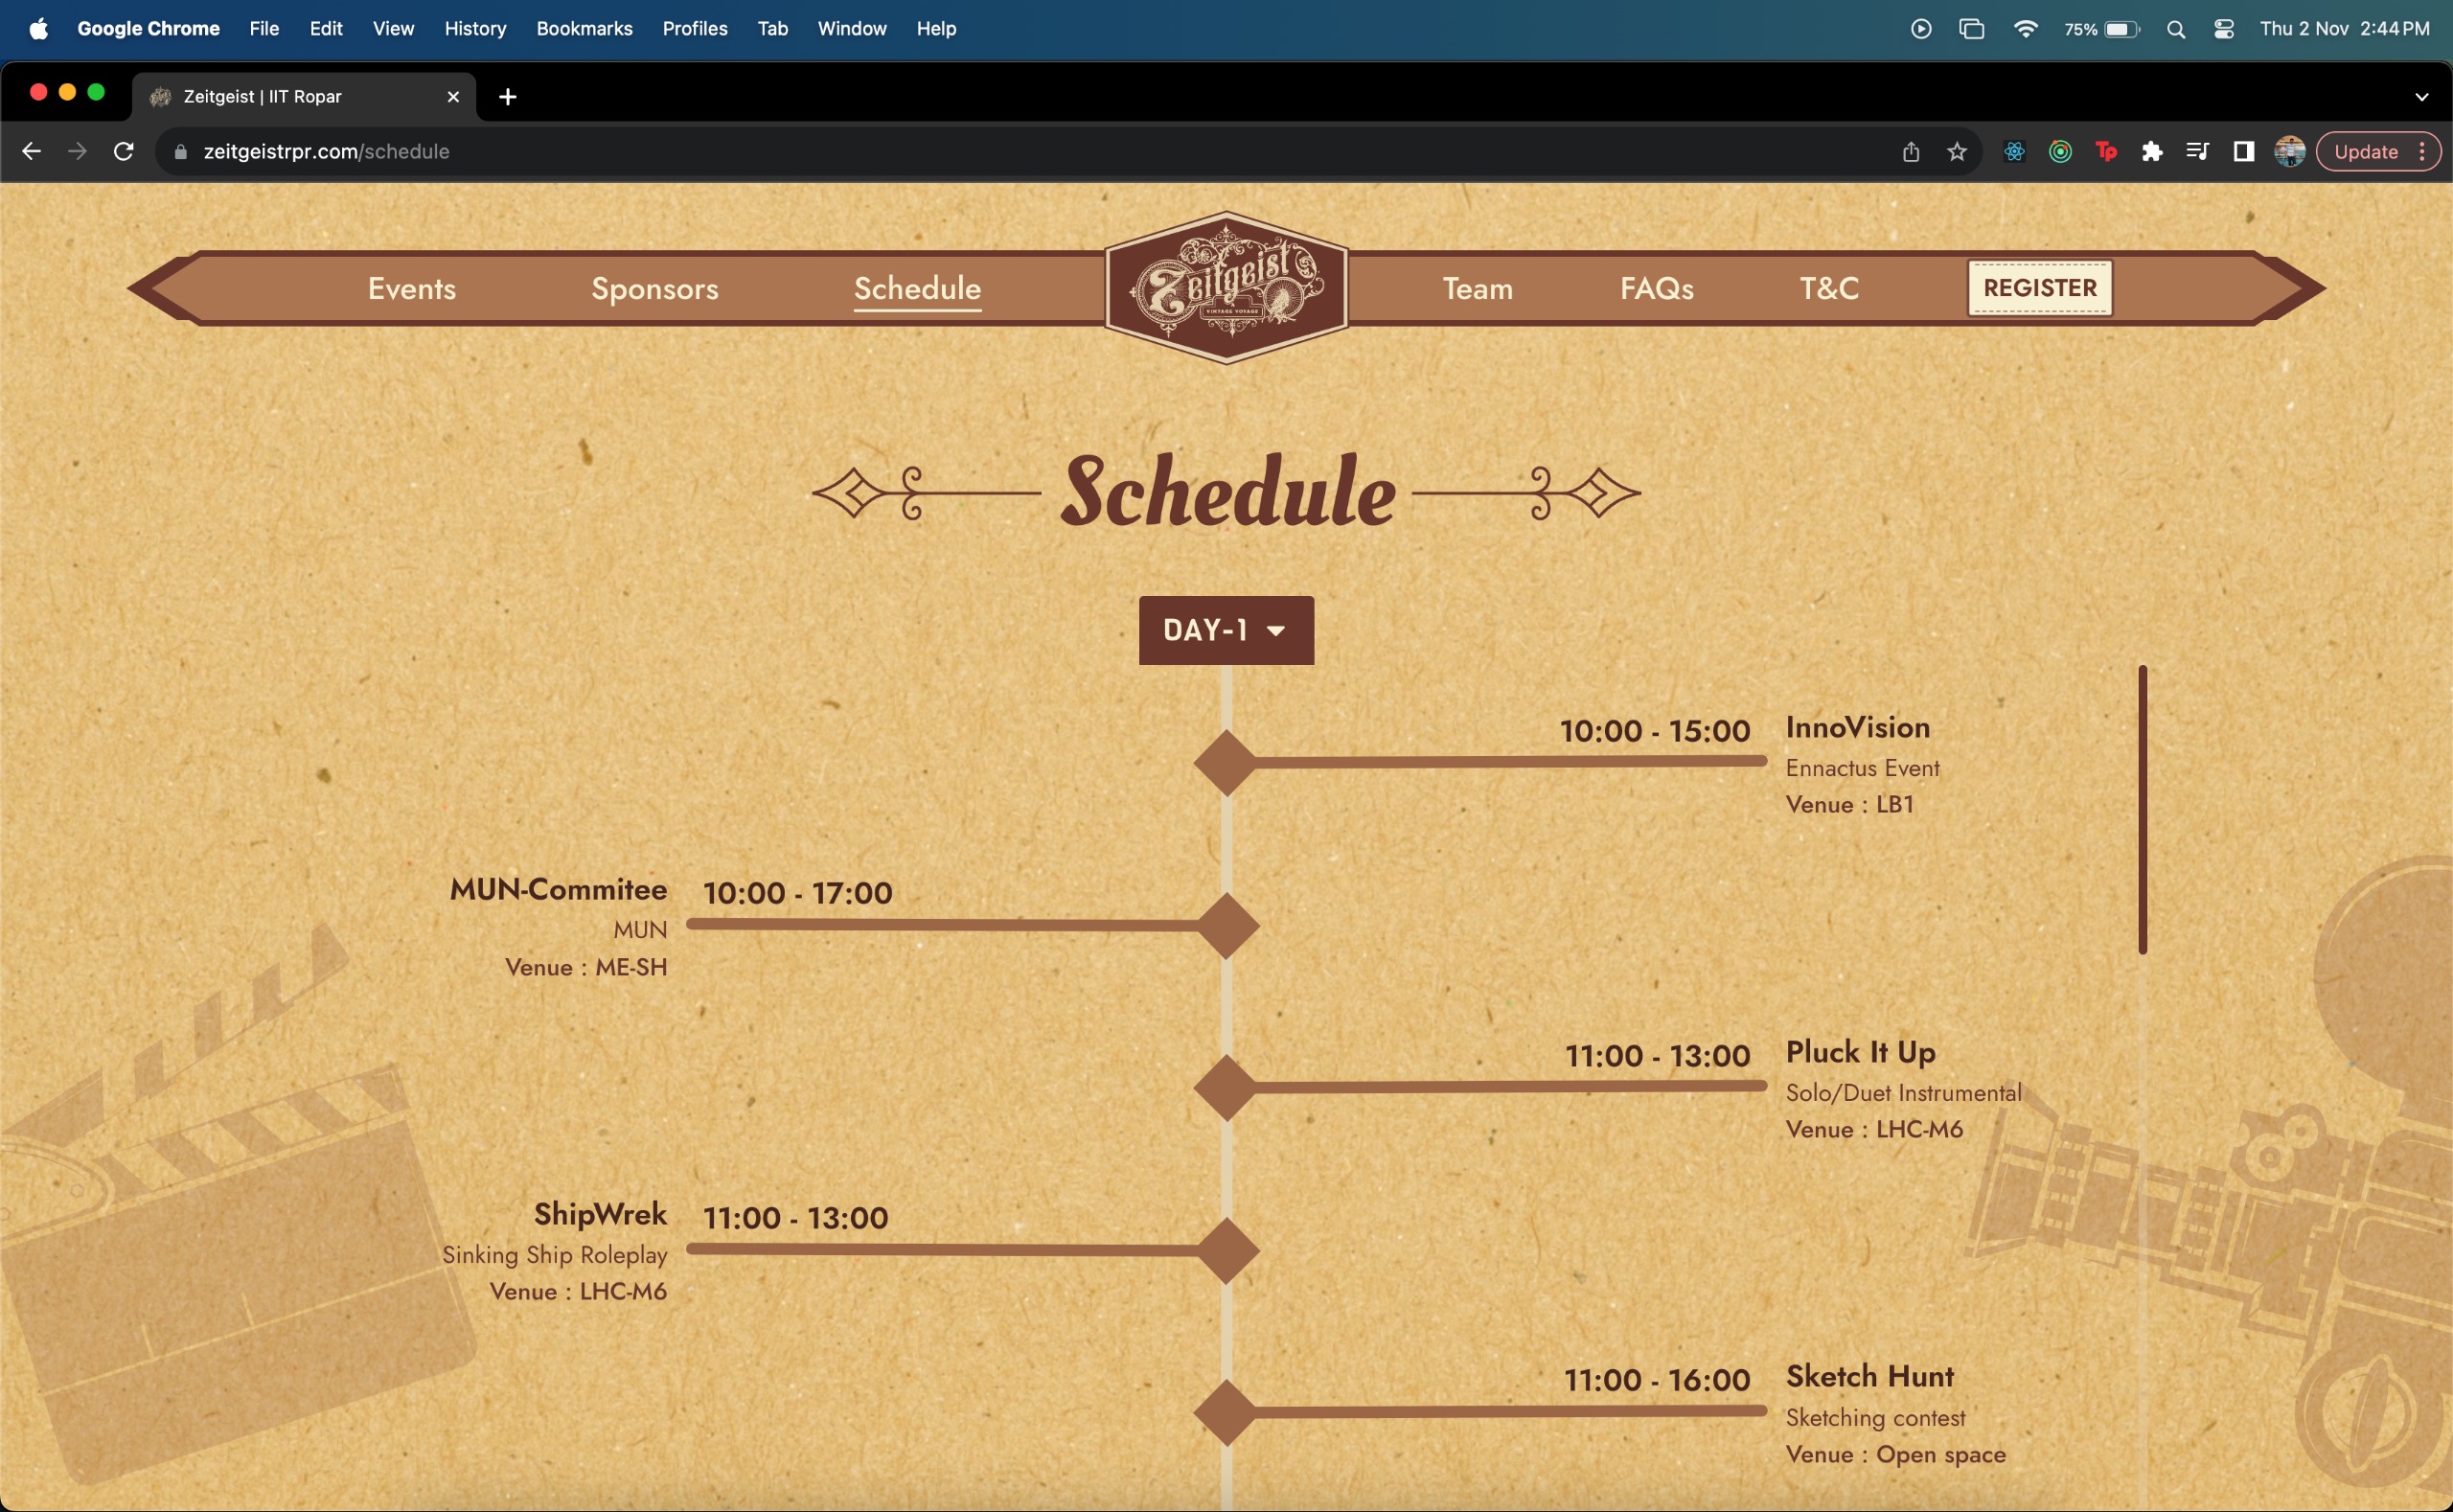 Google Chrome File Edit View History Bookmarks Profiles Tab Window Help 75% Thu 2 Nov 2:44 PM
Zeitgeist | IIT Ropar
zeitgeistrpr.com/schedule
Tp
Update
Events Sponsors Schedule
Zeitgeist
VINTAGE VOYAGE
Team FAQs T&C REGISTER
Schedule
DAY-1
10:00 - 15:00 InnoVision
Ennactus Event
Venue : LB1
MUN-Commitee 10:00 - 17:00
MUN
Venue : ME-SH
11:00 - 13:00 Pluck It Up
Solo/Duet Instrumental
Venue : LHC-M6
ShipWrek 11:00 - 13:00
Sinking Ship Roleplay
Venue : LHC-M6
11:00 - 16:00 Sketch Hunt
Sketching contest
Venue : Open space